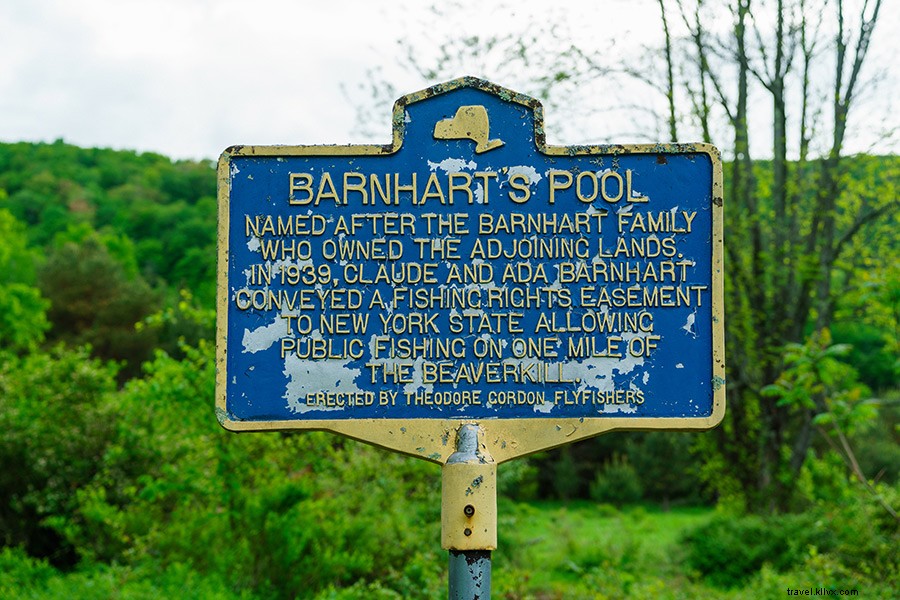 BARNHART'S POOL
NAMED AFTER THE BARNHART FAMILY
WHO OWNED THE ADJOINING LANDS.
IN 1939, CLAUDE AND ADA BARNHART
CONVEYED A FISHING RIGHTS EASEMENT
TO NEW YORK STATE ALLOWING
PUBLIC FISHING ON ONE MILE OF
THE BEAVERKILL.
ERECTED BY THEODORE GORDON FLYFISHERS
travel.klivx.com